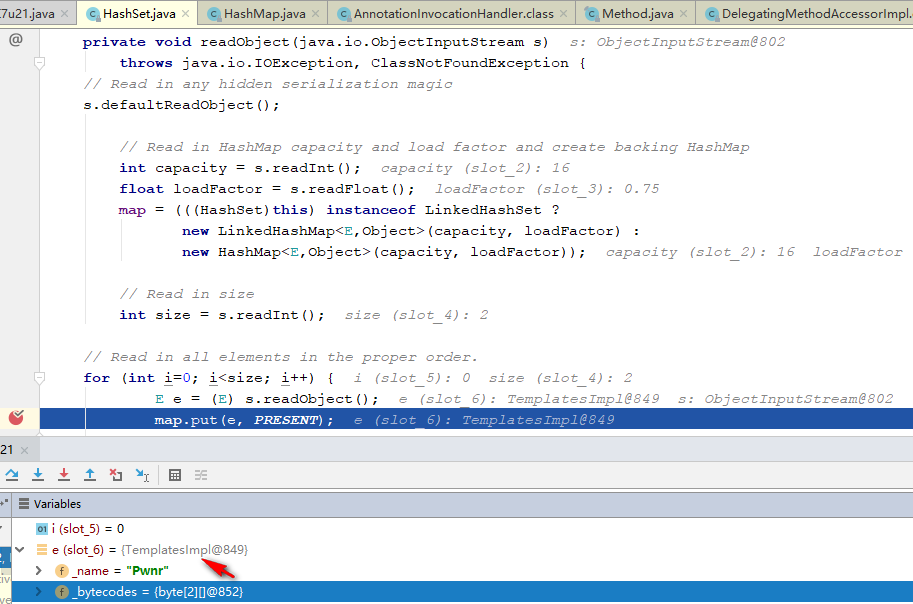 7u21.java HashSet.java HashMap.java AnnotationInvocationHandler.class Method.java DelegatingMethodAccessorImpl.
@ private void readObject(java.io.ObjectInputStream s) s: ObjectInputStream@802
throws java.io.IOException, ClassNotFoundException {
// Read in any hidden serialization magic
s.defaultReadObject();
// Read in HashMap capacity and load factor and create backing HashMap
int capacity = s.readInt(); capacity (slot_2): 16
float loadFactor = s.readFloat(); loadFactor (slot_3): 0.75
map = (((HashSet)this) instanceof LinkedHashSet ?
new LinkedHashMap<E,Object>(capacity, loadFactor) :
new HashMap<E,Object>(capacity, loadFactor)); capacity (slot_2): 16 loadFactor
// Read in size
int size = s.readInt(); size (slot_4): 2
// Read in all elements in the proper order.
for (int i=0; i<size; i++) { i (slot_5): 0 size (slot_4): 2
E e = (E) s.readObject(); e (slot_6): TemplatesImpl@849 s: ObjectInputStream@802
map.put(e, PRESENT); e (slot_6): TemplatesImpl@849
21
Variables
01 i (slot_5) = 0
e (slot_6) = {TemplatesImpl@849}
f _name = "Pwnr"
f _bytecodes = {byte[2][]@852}